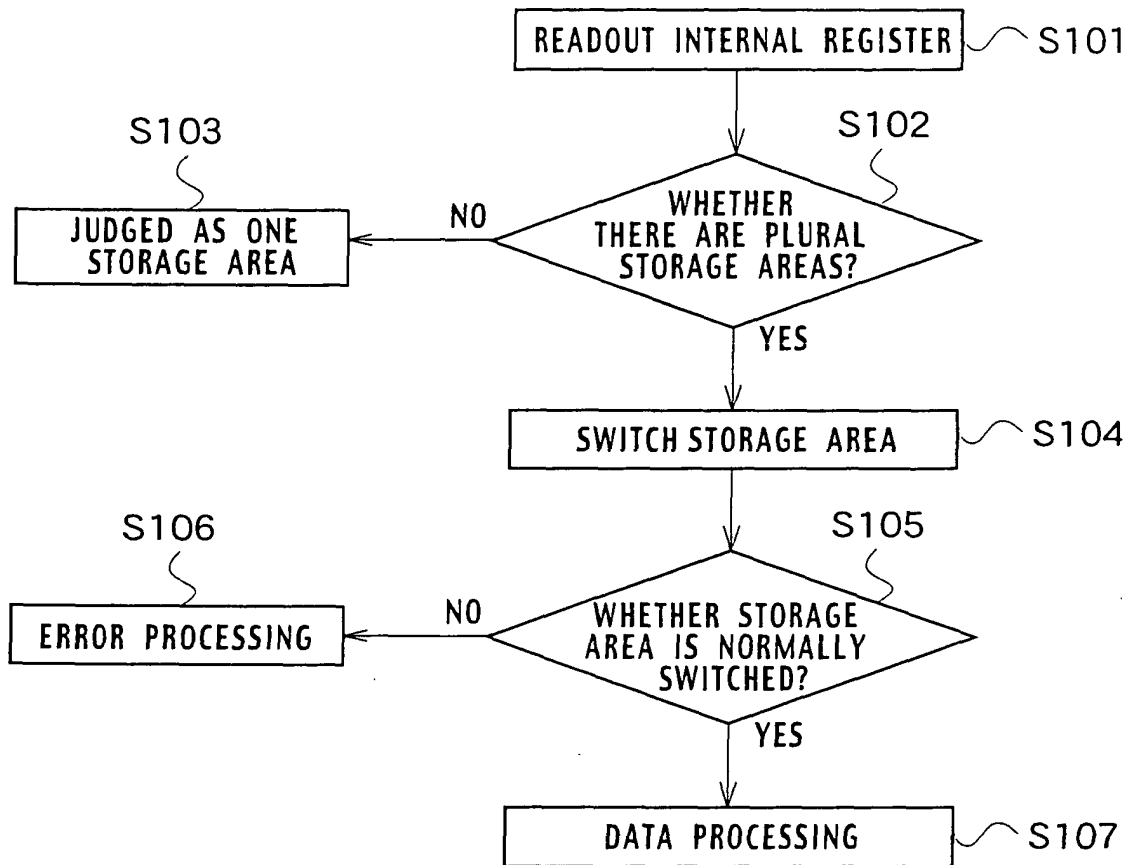 READOUT INTERNAL REGISTER
S101
S102
S103
WHETHER
THERE ARE PLURAL
STORAGE AREAS?
NO
JUDGED AS ONE
STORAGE AREA
YES
SWITCH STORAGE AREA
S104
S105
S106
WHETHER STORAGE
AREA IS NORMALLY
SWITCHED?
NO
ERROR PROCESSING
YES
DATA PROCESSING
S107